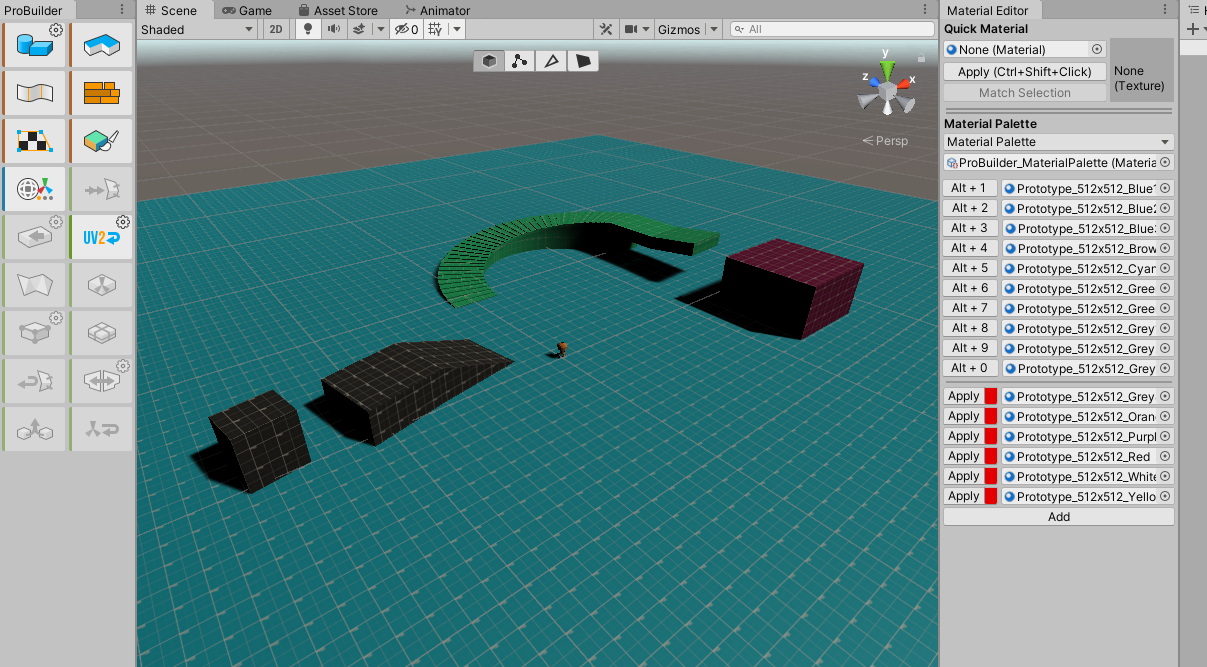 ProBuilder
Scene
Game
Asset Store
Animator
Shaded
2D
0
Gizmos
All
UV2
y
z
x
Persp
Material Editor
Quick Material
None (Material)
Apply (Ctrl+Shift+Click)
Match Selection
None
(Texture)
Material Palette
Material Palette
ProBuilder_MaterialPalette (Materia
Alt + 1 Prototype_512x512_Blue1
Alt + 2 Prototype_512x512_Blue2
Alt + 3 Prototype_512x512_Blue3
Alt + 4 Prototype_512x512_Brow
Alt + 5 Prototype_512x512_Cyan
Alt + 6 Prototype_512x512_Gree
Alt + 7 Prototype_512x512_Gree
Alt + 8 Prototype_512x512_Grey
Alt + 9 Prototype_512x512_Grey
Alt + 0 Prototype_512x512_Grey
Apply Prototype_512x512_Grey
Apply Prototype_512x512_Oran
Apply Prototype_512x512_Purpl
Apply Prototype_512x512_Red
Apply Prototype_512x512_White
Apply Prototype_512x512_Yello
Add